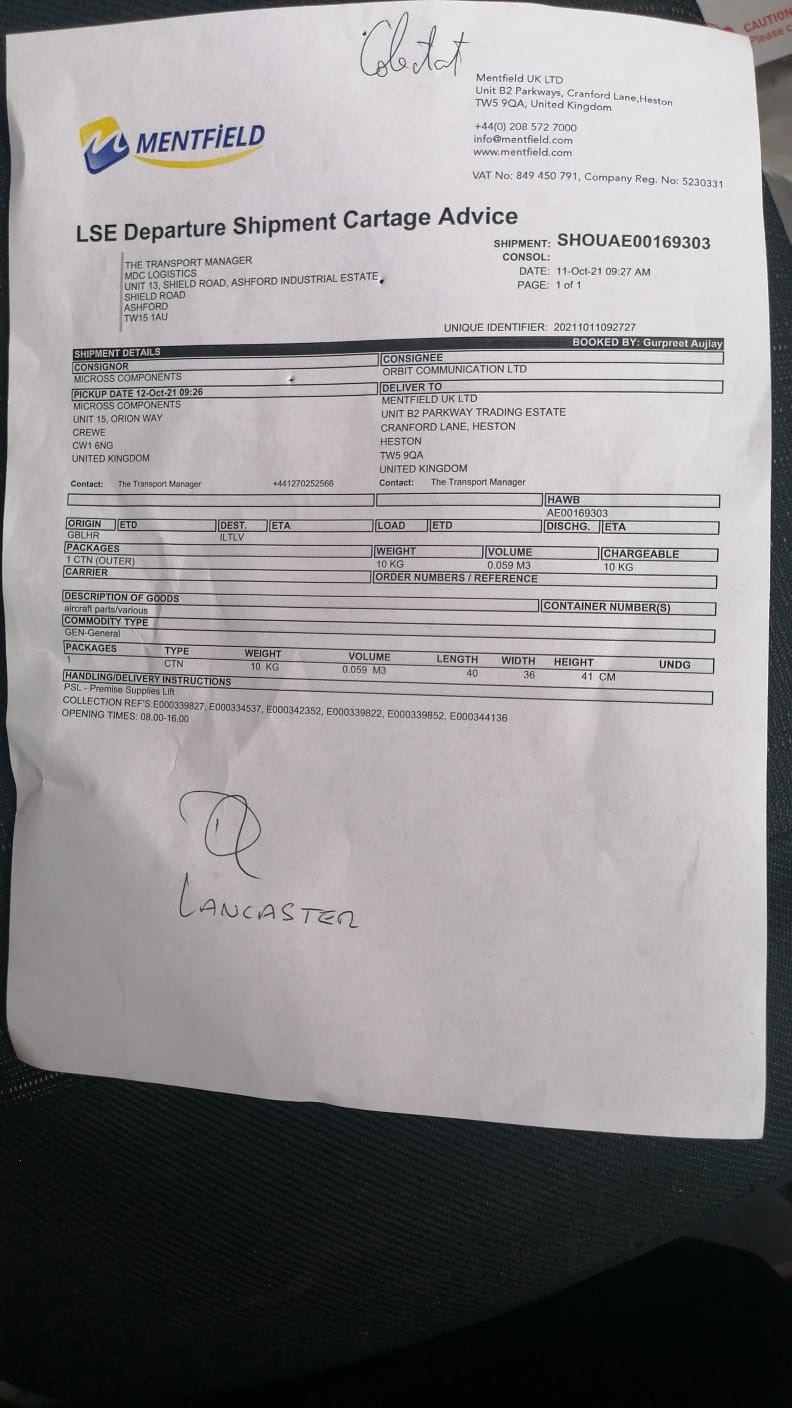 Colectat
CAUTION
Please c
Mentfield UK LTD
Unit B2 Parkways, Cranford Lane,Heston
TW5 9QA, United Kingdom
+44(0) 208 572 7000
info@mentfield.com
www.mentfield.com
VAT No: 849 450 791, Company Reg. No: 5230331
MENTFiELD
LSE Departure Shipment Cartage Advice
THE TRANSPORT MANAGER
MDC LOGISTICS
UNIT 13, SHIELD ROAD, ASHFORD INDUSTRIAL ESTATE,
SHIELD ROAD
ASHFORD
TW15 1AU
SHIPMENT: SHOUAE00169303
CONSOL:
DATE: 11-Oct-21 09:27 AM
PAGE: 1 of 1
UNIQUE IDENTIFIER: 20211011092727
SHIPMENT DETAILS BOOKED BY: Gurpreet Aujlay
CONSIGNOR CONSIGNEE
MICROSS COMPONENTS ORBIT COMMUNICATION LTD
PICKUP DATE 12-Oct-21 09:26 DELIVER TO
MICROSS COMPONENTS MENTFIELD UK LTD
UNIT 15, ORION WAY UNIT B2 PARKWAY TRADING ESTATE
CREWE CRANFORD LANE, HESTON
CW1 6NG HESTON
UNITED KINGDOM TW5 9QA
UNITED KINGDOM
Contact: The Transport Manager +441270252566 Contact: The Transport Manager
HAWB
AE00169303
ORIGIN ETD DEST. ETA LOAD ETD DISCHG. ETA
GBLHR ILTLV
PACKAGES WEIGHT VOLUME CHARGEABLE
1 CTN (OUTER) 10 KG 0.059 M3 10 KG
CARRIER ORDER NUMBERS / REFERENCE
DESCRIPTION OF GOODS CONTAINER NUMBER(S)
aircraft parts/various
COMMODITY TYPE
GEN-General
PACKAGES TYPE WEIGHT VOLUME LENGTH WIDTH HEIGHT UNDG
1 CTN 10 KG 0.059 M3 40 36 41 CM
HANDLING/DELIVERY INSTRUCTIONS
PSL - Premise Supplies Lift
COLLECTION REF'S:E000339827, E000334537, E000342352, E000339822, E000339852, E000344136
OPENING TIMES: 08.00-16.00
LANCASTER